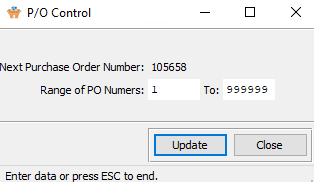 P/O Control
Next Purchase Order Number: 105658
Range of PO Numers: 1 To: 999999
Update Close
Enter data or press ESC to end.